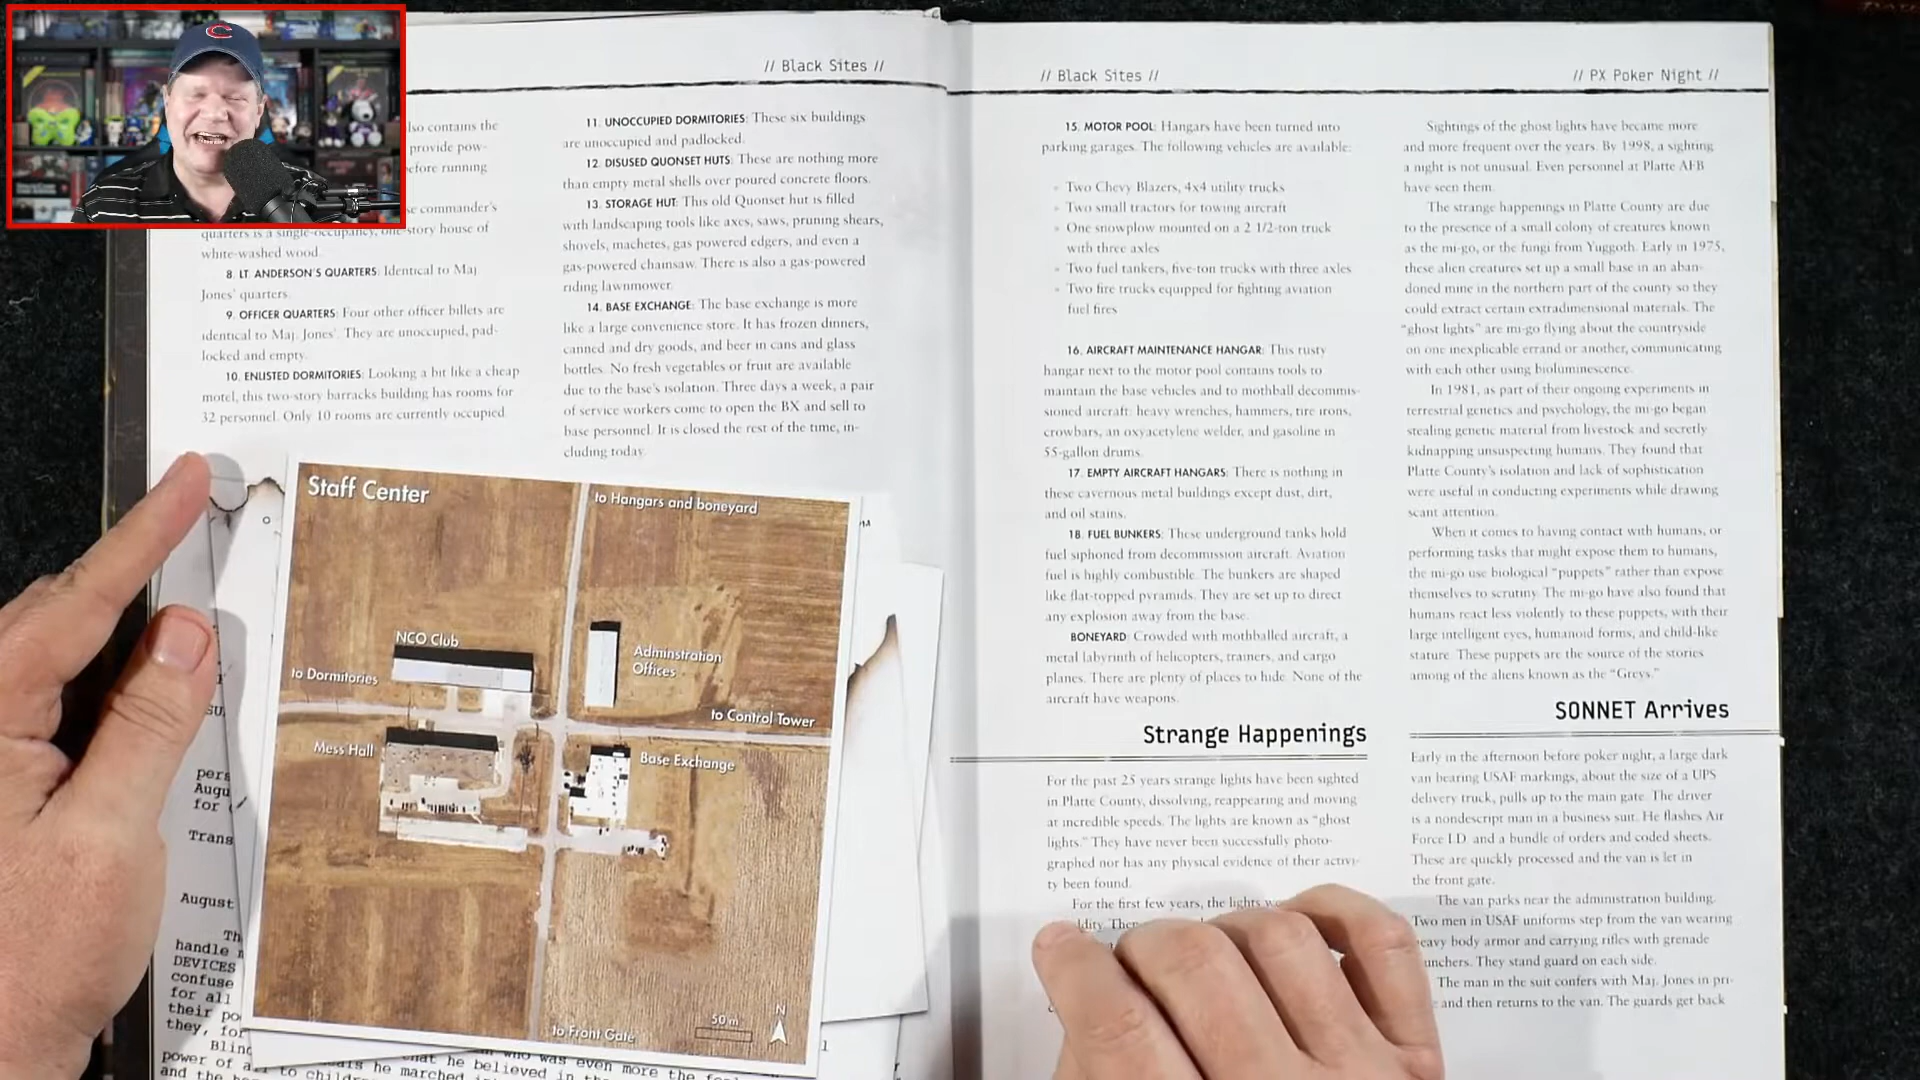 // Black Sites //
lso contains the
provide pow-
efore running
se commander's
quarters is a single-occupancy, one-story house of
white-washed wood.
8. LT. ANDERSON'S QUARTERS: Identical to Maj.
Jones' quarters.
9. OFFICER QUARTERS: Four other officer billets are
identical to Maj. Jones'. They are unoccupied, pad-
locked and empty.
10. ENLISTED DORMITORIES: Looking a bit like a cheap
motel, this two-story barracks building has rooms for
32 personnel. Only 10 rooms are currently occupied
11. UNOCCUPIED DORMITORIES: These six buildings
are unoccupied and padlocked.
12. DISUSED QUONSET HUTS: These are nothing more
than empty metal shells over poured concrete floors.
13. STORAGE HUT: This old Quonset hut is filled
with landscaping tools like axes, saws, pruning shears,
shovels, machetes, gas powered edgers, and even a
gas-powered chainsaw. There is also a gas-powered
riding lawnmower.
14. BASE EXCHANGE: The base exchange is more
like a large convenience store. It has frozen dinners,
canned and dry goods, and beer in cans and glass
bottles. No fresh vegetables or fruit are available
due to the base's isolation. Three days a week, a pair
of service workers come to open the BX and sell to
base personnel. It is closed the rest of the time, in-
cluding today.
Staff Center
to Hangars and boneyard
NCO Club
Adminstration
Offices
to Dormitories
to Control Tower
Mess Hall
Base Exchange
50 m
N
to Front Gate
SU
pers
Augu
for
Trans
August
Th
handle
DEVICES
confuse
for all
their po
they, for
Blind
power of
to child
he marched
that he believed in
who was even more the
and the
// Black Sites //
// PX Poker Night //
15. MOTOR POOL: Hangars have been turned into
parking garages. The following vehicles are available:
Two Chevy Blazers, 4x4 utility trucks
Two small tractors for towing aircraft
One snowplow mounted on a 2 1/2-ton truck
with three axles
Two fuel tankers, five-ton trucks with three axles
Two fire trucks equipped for fighting aviation
fuel fires
16. AIRCRAFT MAINTENANCE HANGAR: This rusty
hangar next to the motor pool contains tools to
maintain the base vehicles and to mothball decommis-
sioned aircraft: heavy wrenches, hammers, tire irons,
crowbars, an oxyacetylene welder, and gasoline in
55-gallon drums.
17. EMPTY AIRCRAFT HANGARS: There is nothing in
these cavernous metal buildings except dust, dirt,
and oil stains.
18. FUEL BUNKERS: These underground tanks hold
fuel siphoned from decommission aircraft. Aviation
fuel is highly combustible. The bunkers are shaped
like flat-topped pyramids. They are set up to direct
any explosion away from the base.
BONEYARD: Crowded with mothballed aircraft, a
metal labyrinth of helicopters, trainers, and cargo
planes. There are plenty of places to hide. None of the
aircraft have weapons.
Strange Happenings
For the past 25 years strange lights have been sighted
in Platte County, dissolving, reappearing and moving
at incredible speeds. The lights are known as "ghost
lights." They have never been successfully photo-
graphed nor has any physical evidence of their activi-
ty been found.
For the first few years, the lights
Sightings of the ghost lights have became more
and more frequent over the years. By 1998, a sighting
a night is not unusual. Even personnel at Platte AFB
have seen them.
The strange happenings in Platte County are due
to the presence of a small colony of creatures known
as the mi-go, or the fungi from Yuggoth. Early in 1975,
these alien creatures set up a small base in an aban-
doned mine in the northern part of the county so they
could extract certain extradimensional materials. The
"ghost lights" are mi-go flying about the countryside
on one inexplicable errand or another, communicating
with each other using bioluminescence.
In 1981, as part of their ongoing experiments in
terrestrial genetics and psychology, the mi-go began
stealing genetic material from livestock and secretly
kidnapping unsuspecting humans. They found that
Platte County's isolation and lack of sophistication
were useful in conducting experiments while drawing
scant attention.
When it comes to having contact with humans, or
performing tasks that might expose them to humans,
the mi-go use biological "puppets" rather than expose
themselves to scrutiny. The mi-go have also found that
humans react less violently to these puppets, with their
large intelligent eyes, humanoid forms, and child-like
stature. These puppets are the source of the stories
among of the aliens known as the "Greys."
SONNET Arrives
Early in the afternoon before poker night, a large dark
van bearing USAF markings, about the size of a UPS
delivery truck, pulls up to the main gate. The driver
is a nondescript man in a business suit. He flashes Air
Force I.D. and a bundle of orders and coded sheets.
These are quickly processed and the van is let in
the front gate.
The van parks near the administration building.
Two men in USAF uniforms step from the van wearing
heavy body armor and carrying rifles with grenade
unchers. They stand guard on each side.
The man in the suit confers with Maj. Jones in pri-
and then returns to the van. The guards get back